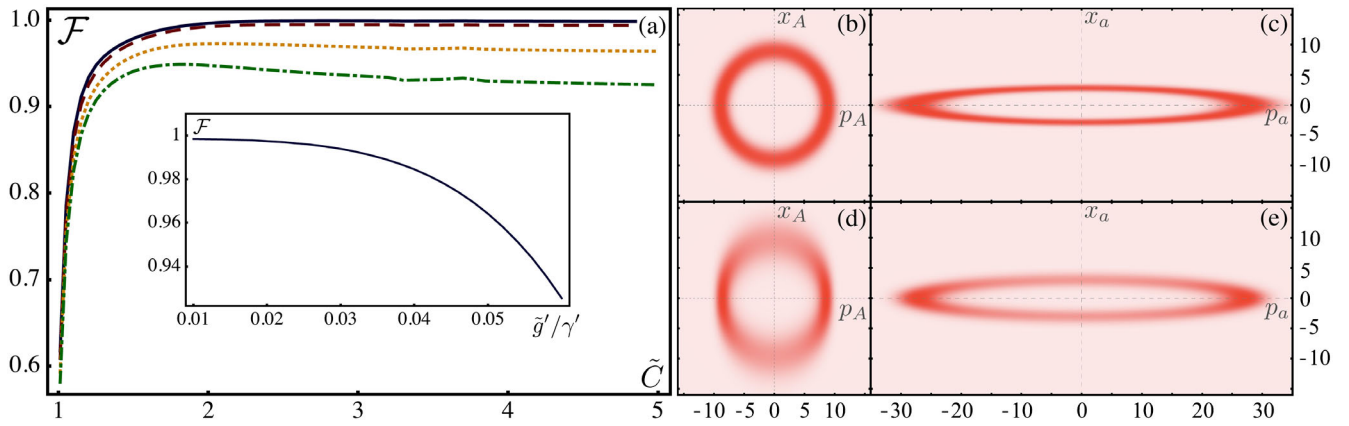 1.0
0.9
0.8
0.7
0.6
ℱ
(a)
ℱ
1
0.98
0.96
0.94
0.01 0.02 0.03 0.04 0.05 g̃′/γ′
C̃
1 2 3 4 5
x_A (b)
p_A
x_a (c)
p_a
10
5
0
-5
-10
x_A (d)
p_A
x_a (e)
p_a
10
5
0
-5
-10
-10 -5 0 5 10
-30 -20 -10 0 10 20 30